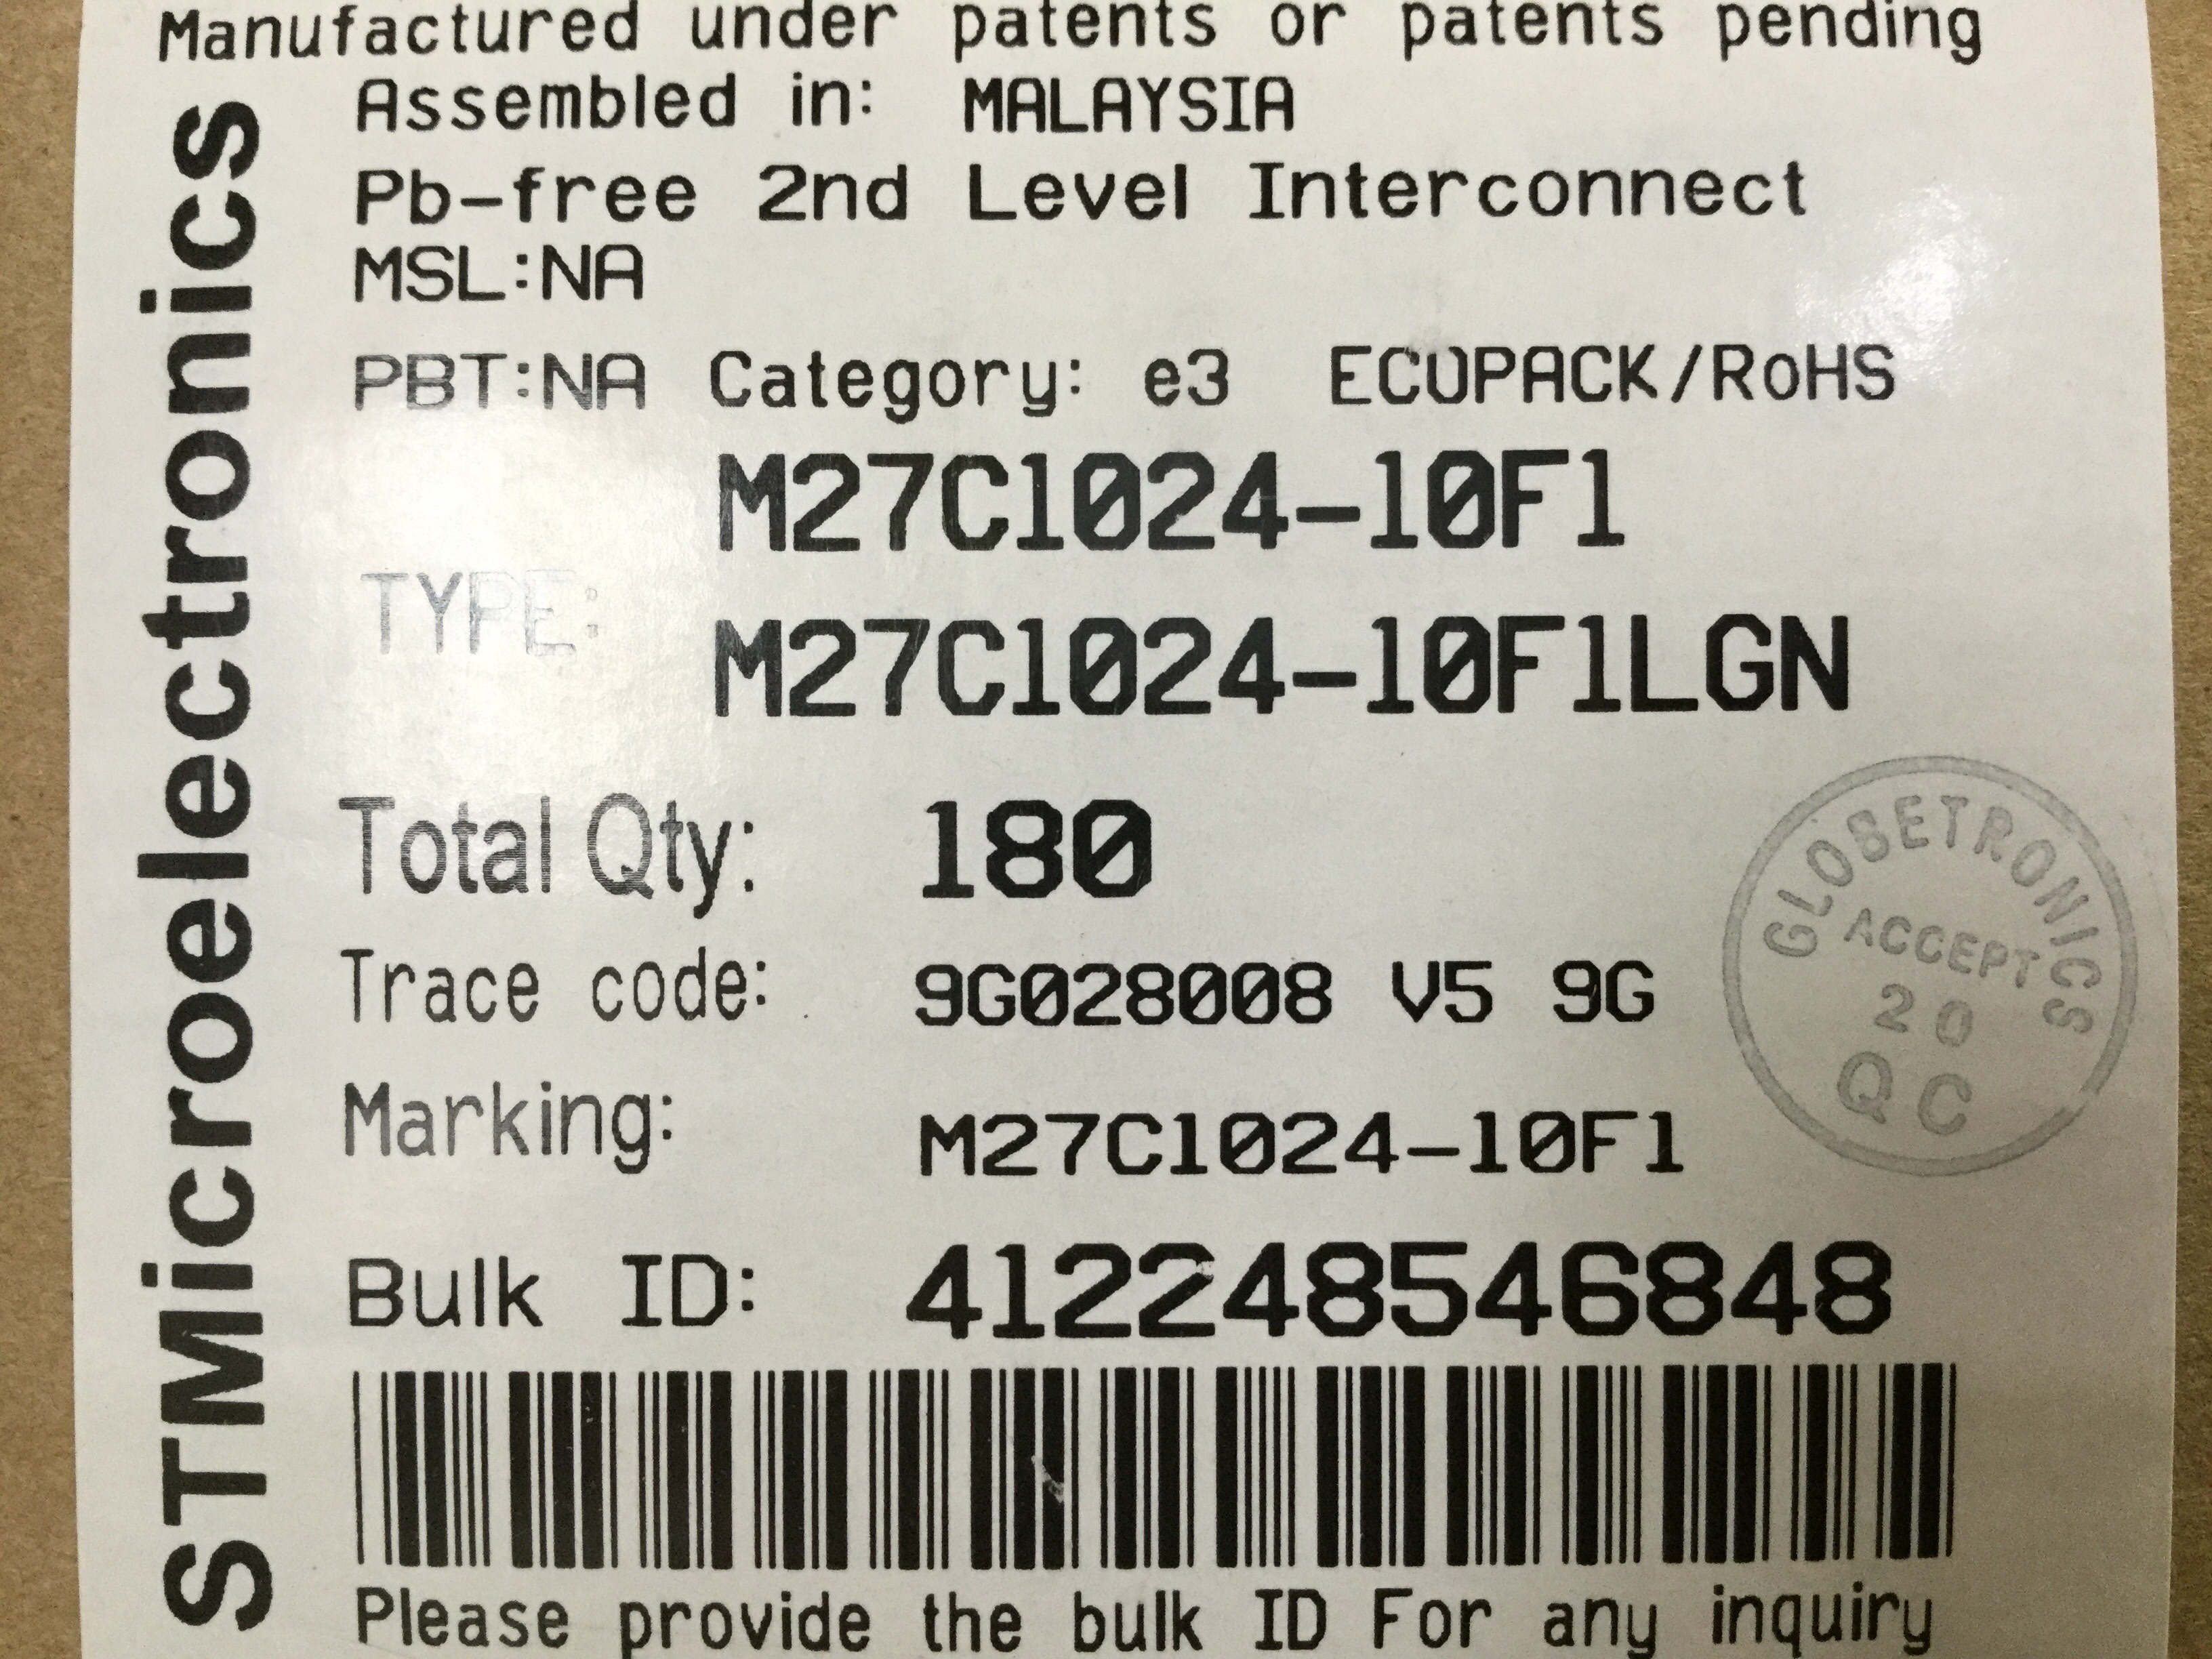 Manufactured under patents or patents pending
Assembled in: MALAYSIA
Pb-free 2nd Level Interconnect
MSL:NA
PBT:NA Category: e3 ECOPACK/RoHS
TYPE: M27C1024-10F1
M27C1024-10F1LGN
Total Qty: 180
Trace code: 9G028008 V5 9G
Marking: M27C1024-10F1
Bulk ID: 412248546848
Please provide the bulk ID For any inquiry
STMicroelectronics
GLOBETRONICS
ACCEPT
20
QC